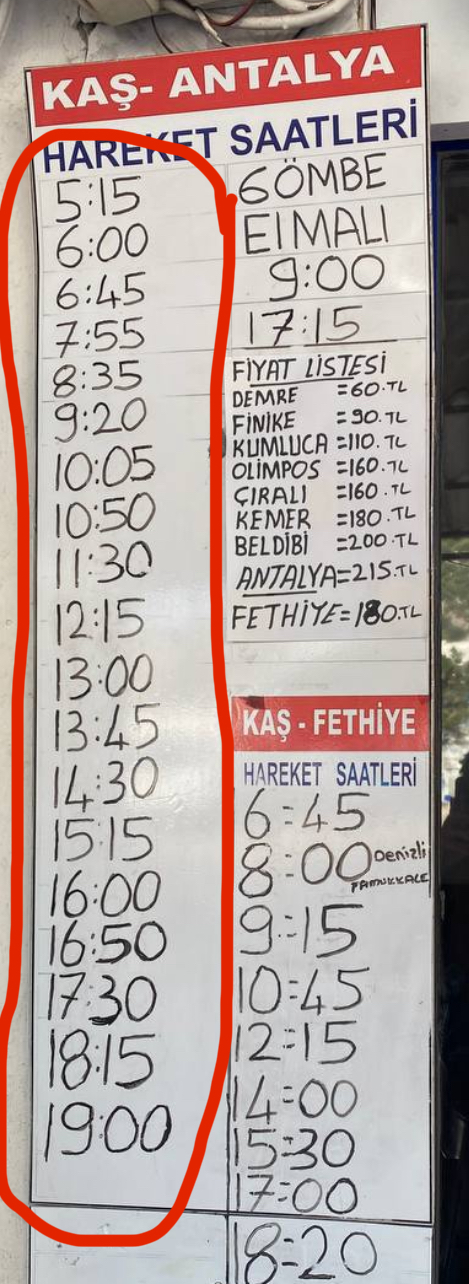 KAŞ- ANTALYA
HAREKET SAATLERİ
5:15
6:00
6:45
7:55
8:35
9:20
10:05
10:50
11:30
12:15
13:00
13:45
14:30
15:15
16:00
16:50
17:30
18:15
19:00
GÖMBE
ElMALI
9:00
17:15
FİYAT LİSTESİ
DEMRE =60.TL
FİNİKE =90.TL
KUMLUCA =110.TL
OLİMPOS =160.TL
ÇIRALI =160.TL
KEMER =180.TL
BELDİBİ =200.TL
ANTALYA=215.TL
FETHİYE=180.TL
KAŞ - FETHİYE
HAREKET SAATLERİ
6=45
8=00 Denizli
PAMUKKALE
9=15
10=45
12=15
14=00
15=30
17=00
18=20